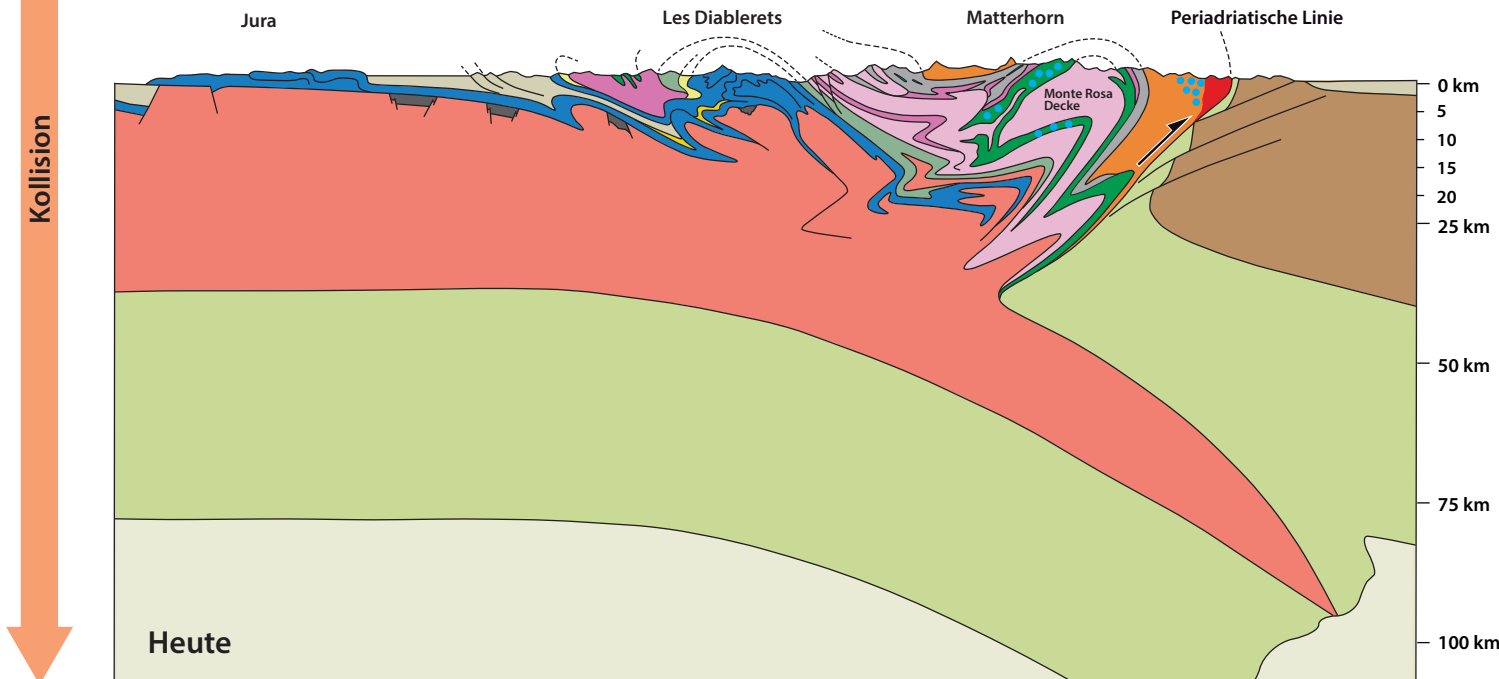 Jura
Les Diablerets
Matterhorn
Periadriatische Linie
Kollision
Monte Rosa
Decke
0 km
5
10
15
20
25 km
50 km
75 km
100 km
Heute